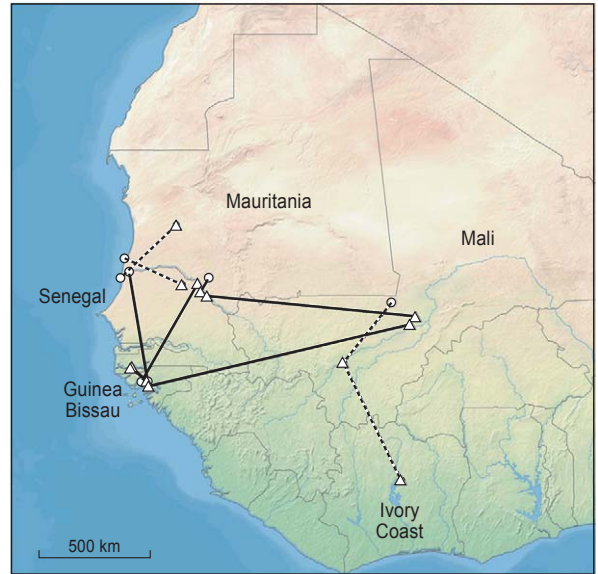 Mauritania
Mali
Senegal
Guinea
Bissau
Ivory
Coast
500 km